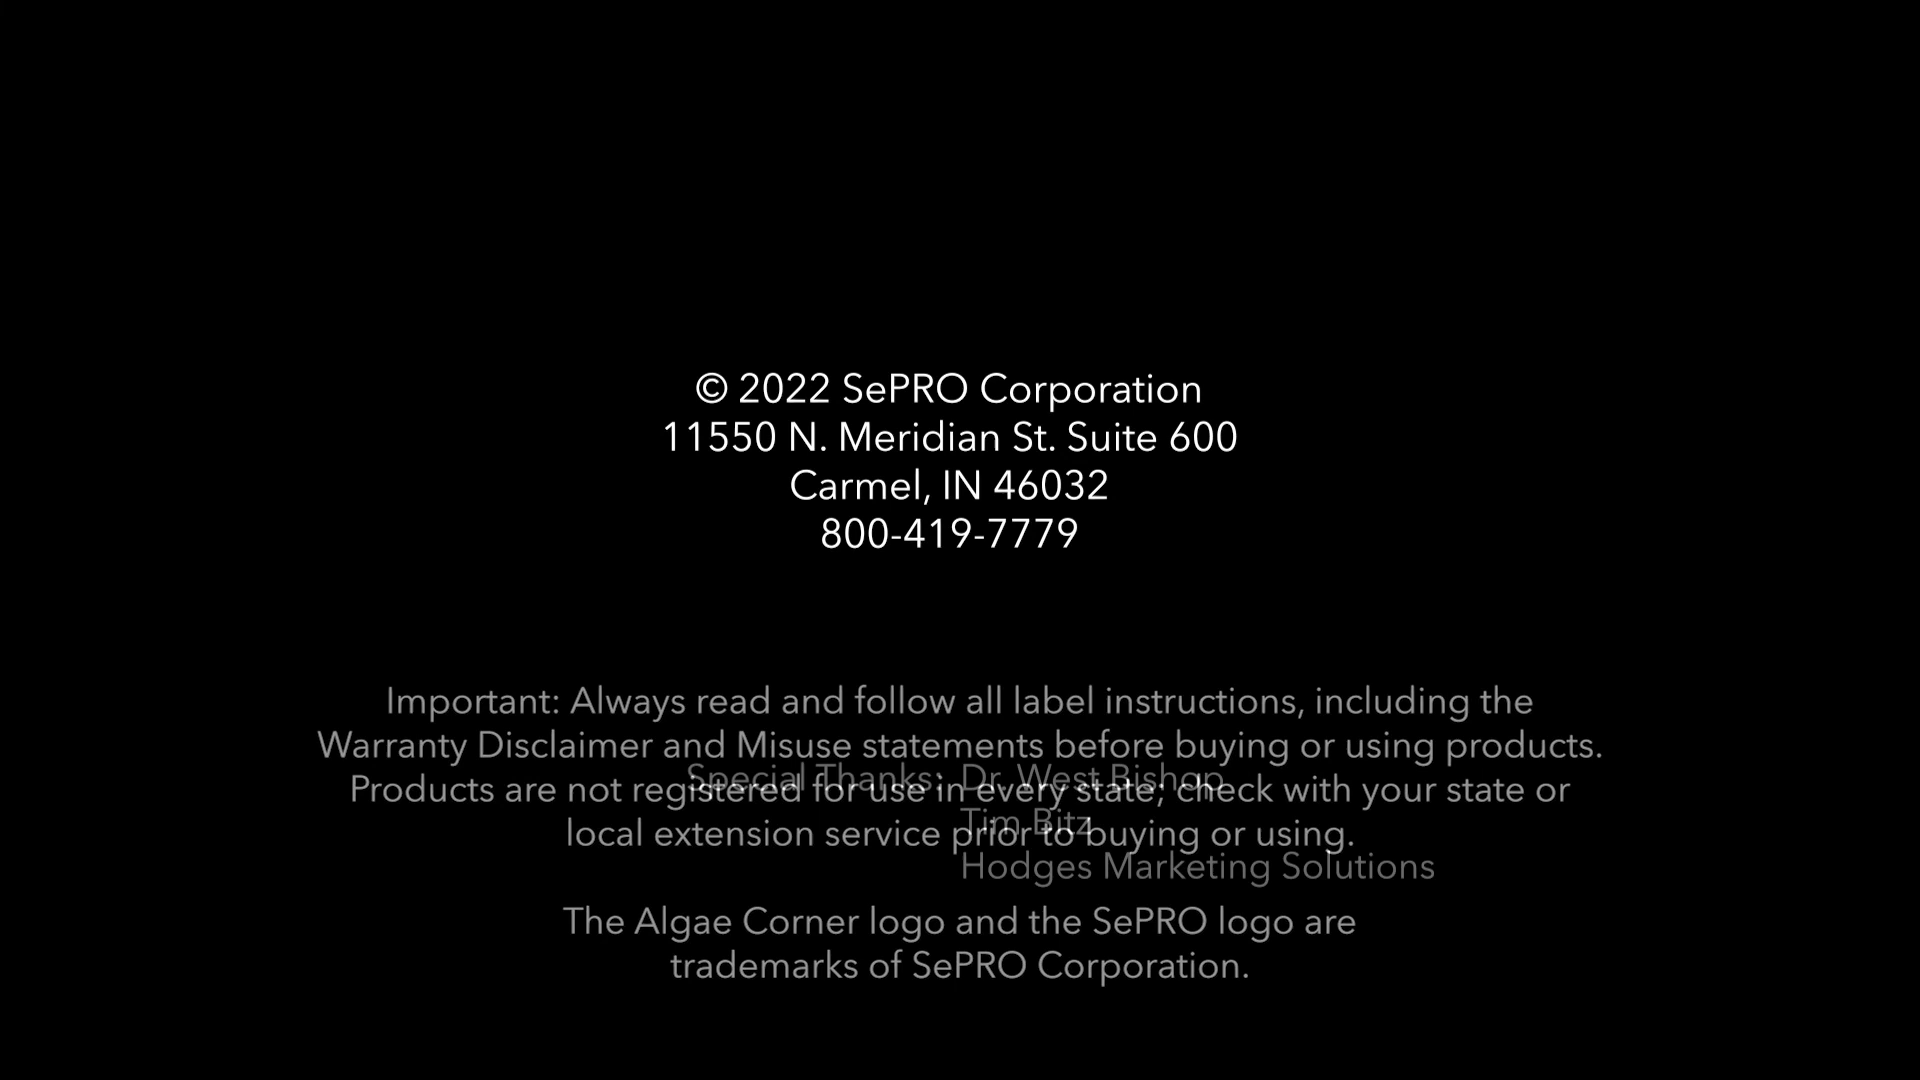 © 2022 SePRO Corporation
11550 N. Meridian St. Suite 600
Carmel, IN 46032
800-419-7779
Important: Always read and follow all label instructions, including the
Warranty Disclaimer and Misuse statements before buying or using products.
Special Thanks: Dr. West Bishop
Products are not registered for use in every state; check with your state or
Tim Bitz
local extension service prior to buying or using.
Hodges Marketing Solutions
The Algae Corner logo and the SePRO logo are
trademarks of SePRO Corporation.